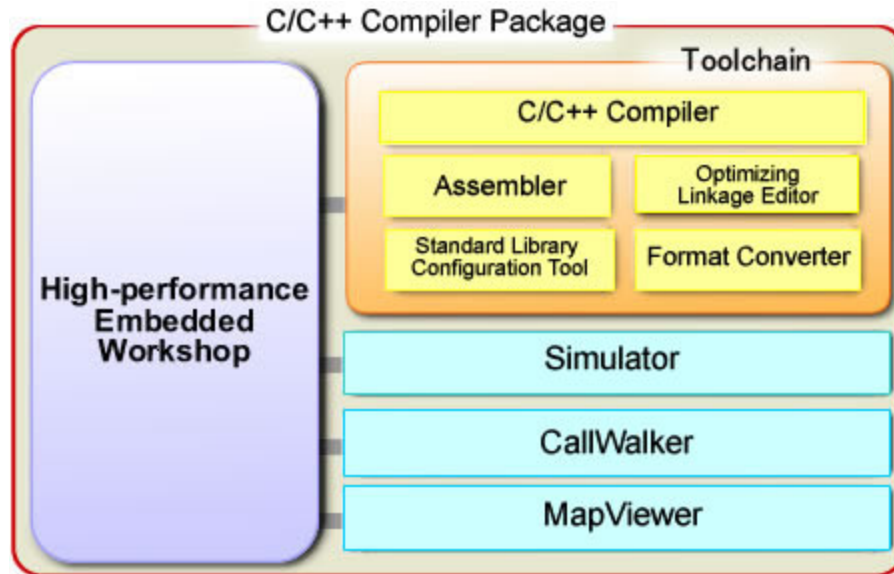 C/C++ Compiler Package
Toolchain
C/C++ Compiler
Assembler
Optimizing
Linkage Editor
Standard Library
Configuration Tool
Format Converter
High-performance
Embedded
Workshop
Simulator
CallWalker
MapViewer